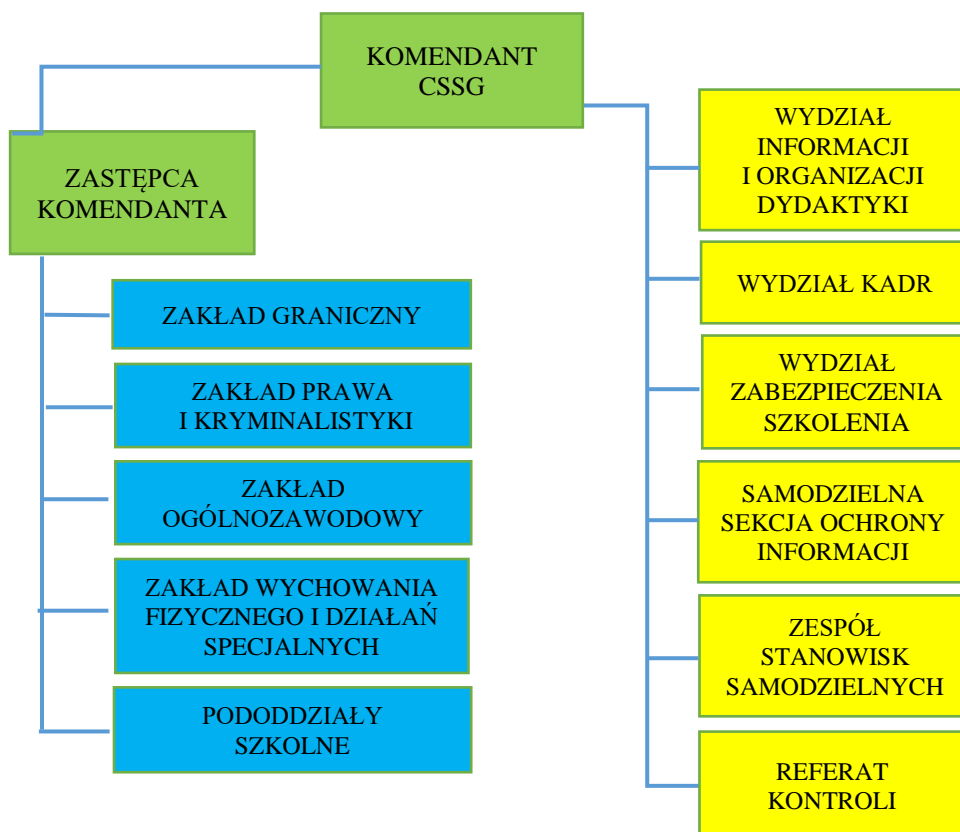 KOMENDANT
CSSG
ZASTĘPCA
KOMENDANTA
ZAKŁAD GRANICZNY
ZAKŁAD PRAWA
I KRYMINALISTYKI
ZAKŁAD
OGÓLNOZAWODOWY
ZAKŁAD WYCHOWANIA
FIZYCZNEGO I DZIAŁAŃ
SPECJALNYCH
PODODDZIAŁY
SZKOLNE
WYDZIAŁ
INFORMACJI
I ORGANIZACJI
DYDAKTYKI
WYDZIAŁ KADR
WYDZIAŁ
ZABEZPIECZENIA
SZKOLENIA
SAMODZIELNA
SEKCJA OCHRONY
INFORMACJI
ZESPÓŁ
STANOWISK
SAMODZIELNYCH
REFERAT
KONTROLI